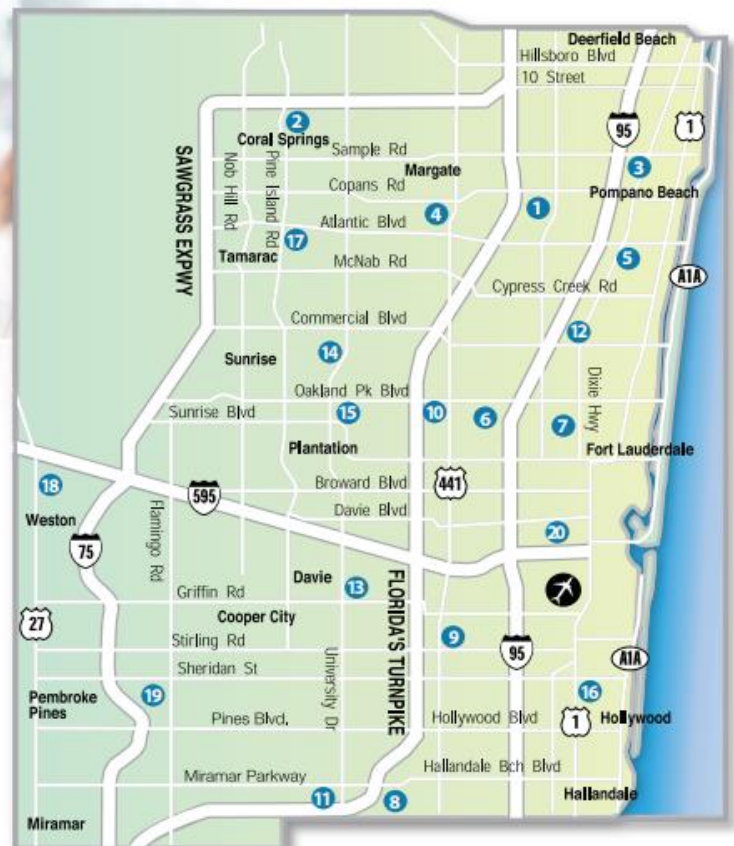 Deerfield Beach
Hillsboro Blvd
10 Street
95
1
2
Coral Springs
Sample Rd
3
SAWGRASS EXPWY
Nob Hill Rd
Pine Island Rd
Margate
Copans Rd
Pompano Beach
4
1
Atlantic Blvd
17
Tamarac
McNab Rd
5
A1A
Cypress Creek Rd
Commercial Blvd
12
Sunrise
14
Oakland Pk Blvd
Dixie Hwy
Sunrise Blvd
15
10
6
7
Plantation
Fort Lauderdale
18
595
Broward Blvd
441
Weston
Flamingo Rd
Davie Blvd
20
75
Davie
13
FLORIDA'S TURNPIKE
Griffin Rd
27
Cooper City
Stirling Rd
9
95
A1A
Sheridan St
University Dr
16
Pembroke
Pines
19
Pines Blvd.
Hollywood Blvd
1
Hollywood
Miramar Parkway
Hallandale Bch Blvd
11
8
Hallandale
Miramar